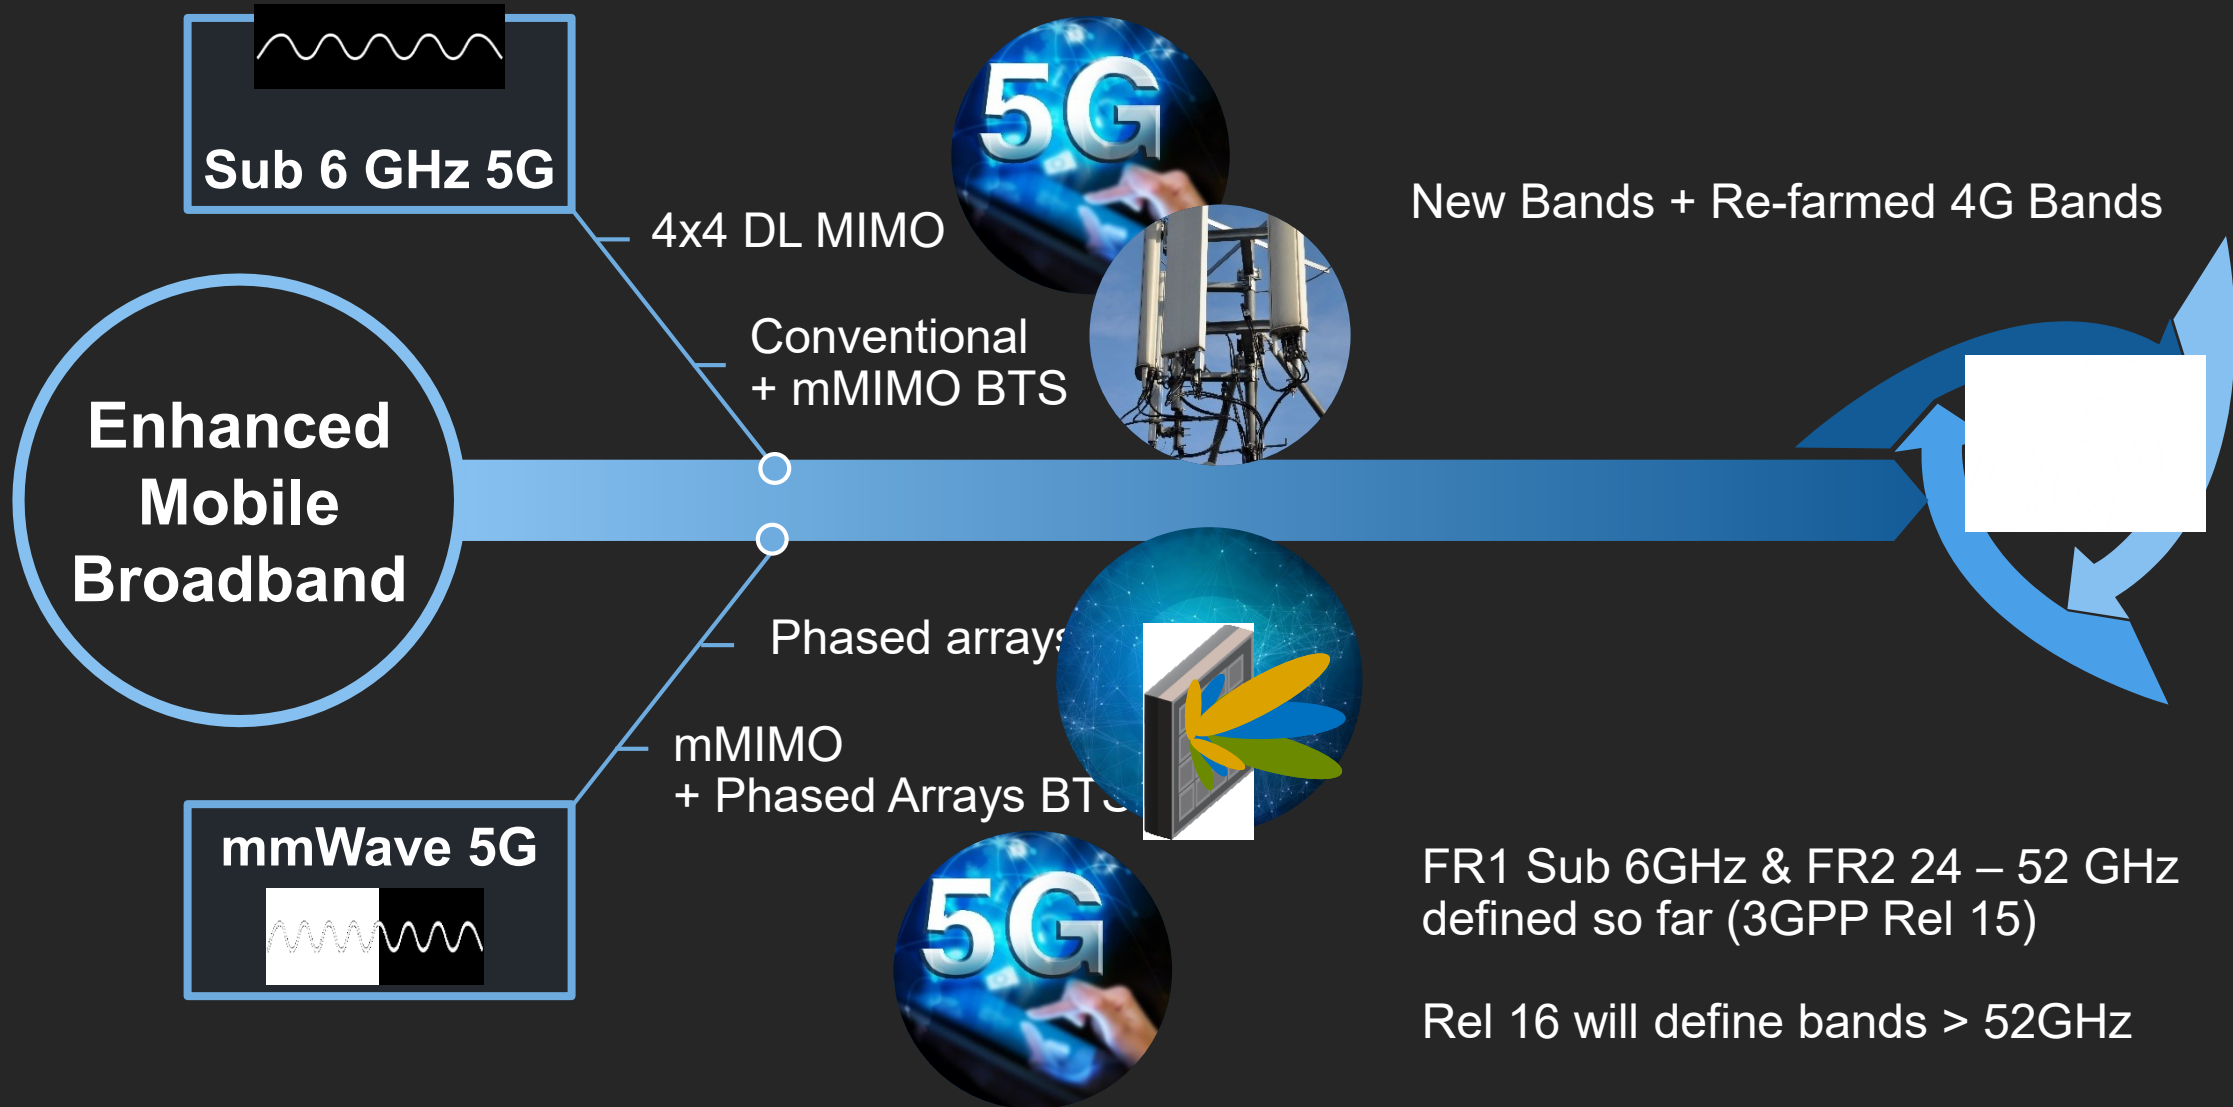 Sub 6 GHz 5G
5G
4x4 DL MIMO
New Bands + Re-farmed 4G Bands
Conventional
+ mMIMO BTS
Enhanced
Mobile
Broadband
Phased arrays
mMIMO
+ Phased Arrays BTS
mmWave 5G
5G
FR1 Sub 6GHz & FR2 24 – 52 GHz
defined so far (3GPP Rel 15)
Rel 16 will define bands > 52GHz